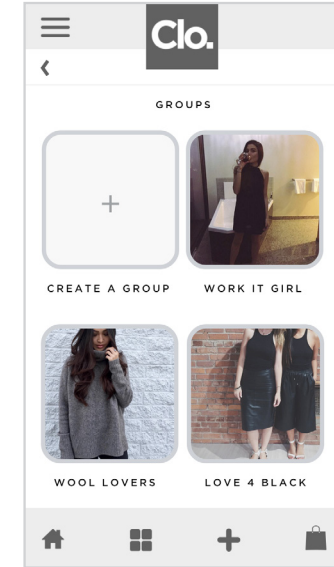 Clo.
GROUPS
CREATE A GROUP
WORK IT GIRL
WOOL LOVERS
LOVE 4 BLACK